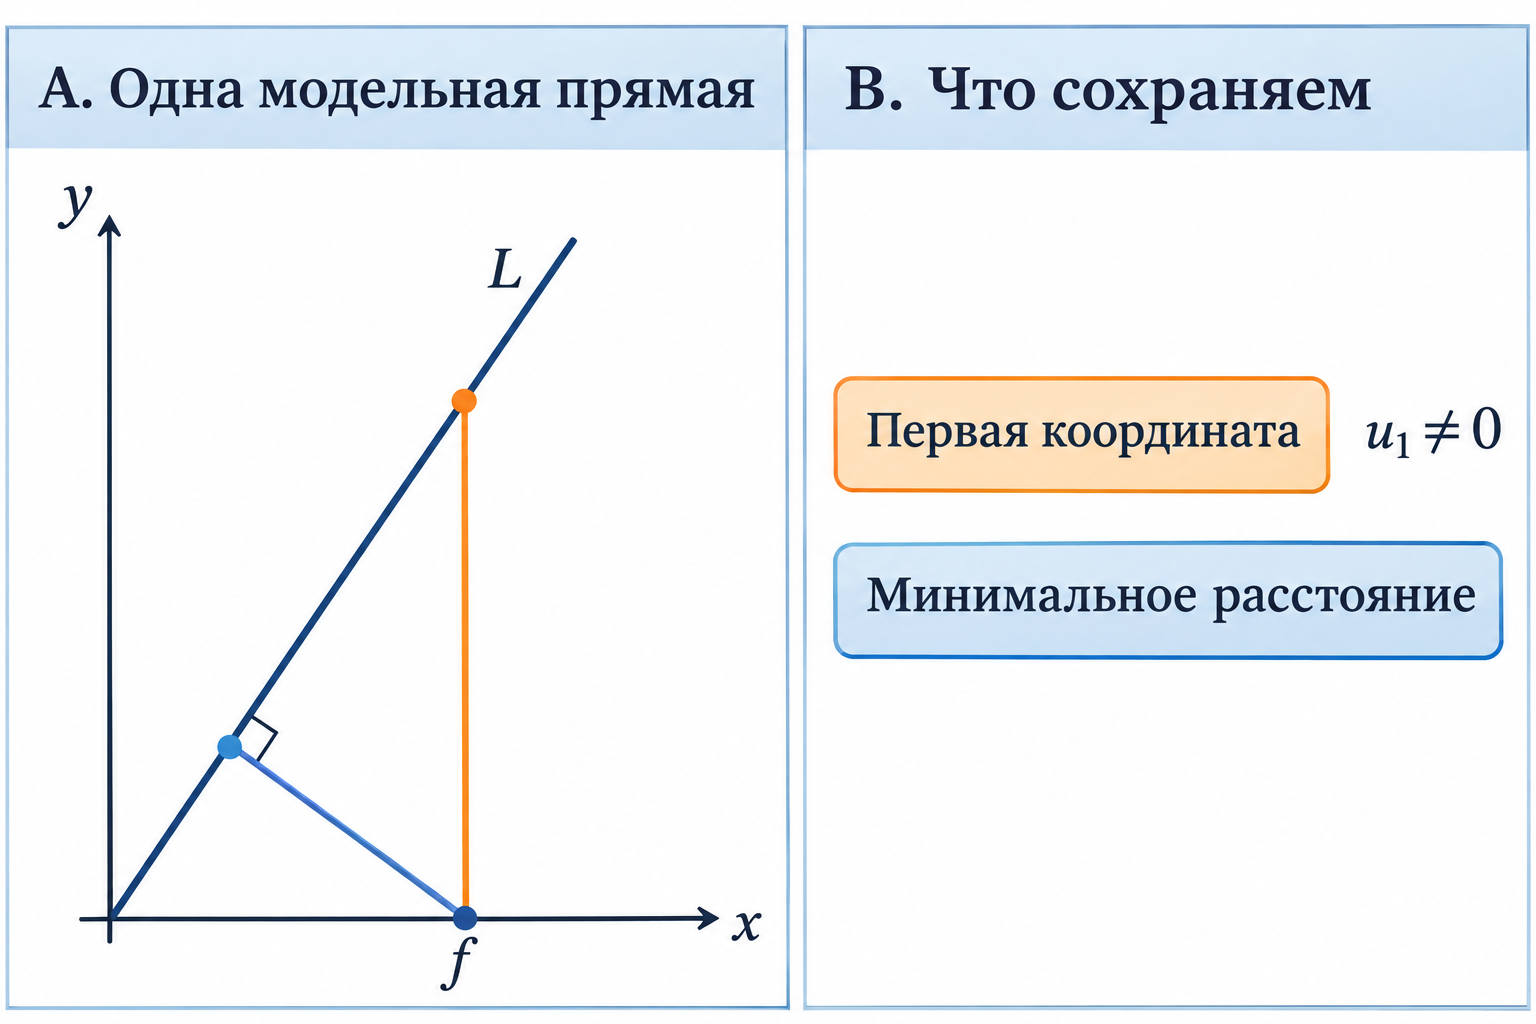 A. Одна модельная прямая
y
L
x
f
B. Что сохраняем
Первая координата
u₁ ≠ 0
Минимальное расстояние